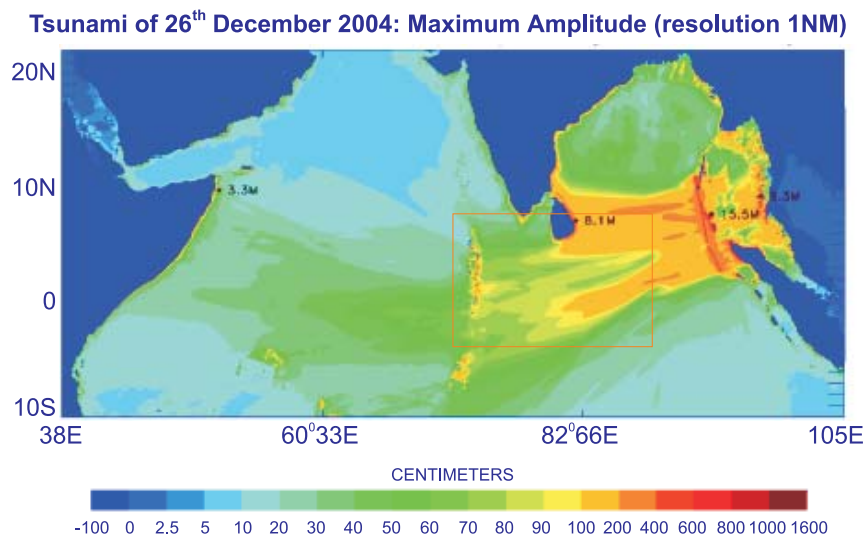 Tsunami of 26th December 2004: Maximum Amplitude (resolution 1NM)
20N
10N
0
10S
3.3M
8.1M
15.5M
38E 60⁰33E 82⁰66E 105E
CENTIMETERS
-100 0 2.5 5 10 20 30 40 60 70 80 90 100 200 400 600 800 1000 1600